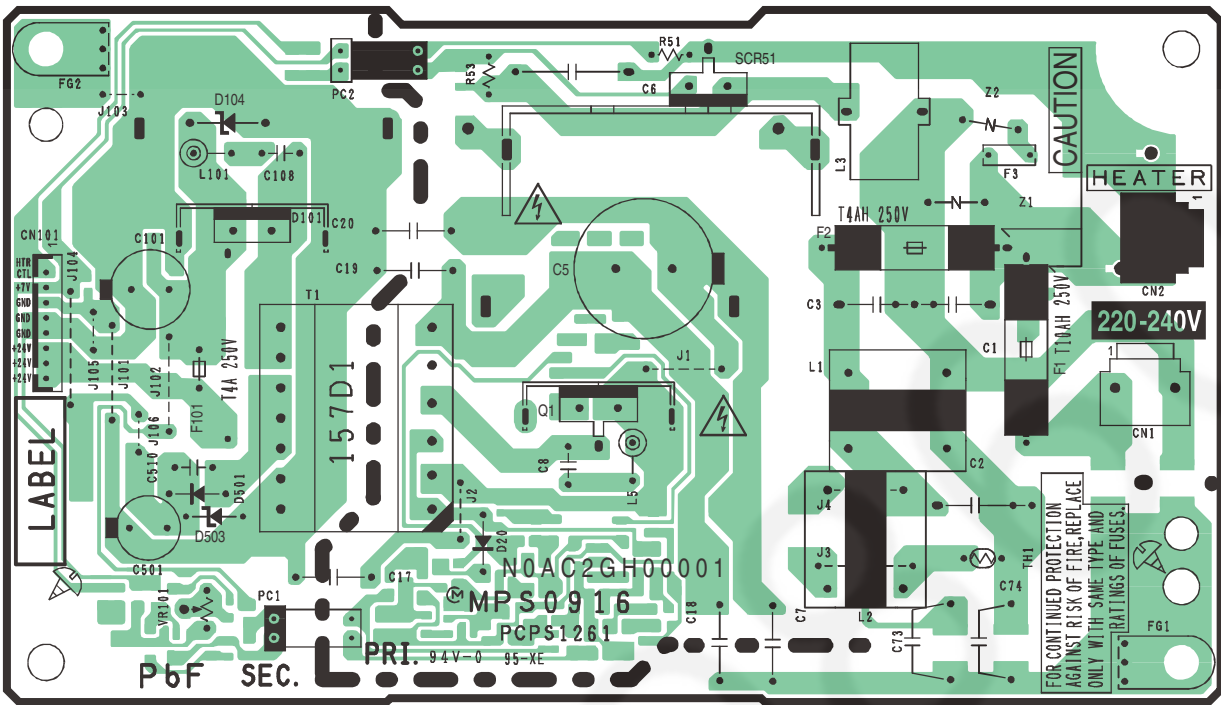 FG2
J103
PC2
R53
R51
C6
SCR51
L3
Z2
F3
Z1
CAUTION
HEATER
1
CN2
D104
L101
C108
D101
C20
C19
CN101
1
HTR
CTL
+7V
GND
GND
GND
+24V
+24V
+24V
J104
C101
J105
J101
J102
J106
T4A 250V
F101
T1
157D1
C5
J1
Q1
C8
L5
T4AH 250V
F2
C3
C1
F1 T10AH 250V
220-240V
1
CN1
L1
C2
J4
J3
L2
TH1
C74
C73
C7
C18
LABEL
C510
D501
D503
C501
VR101
PC1
C17
J2
D20
N0AC2GH00001
MPS0916
PCPS1261
PRI.
94V-0
95-XE
PbF
SEC.
FOR CONTINUED PROTECTION
AGAINST RISK OF FIRE,REPLACE
ONLY WITH SAME TYPE AND
RATINGS OF FUSES.
FG1